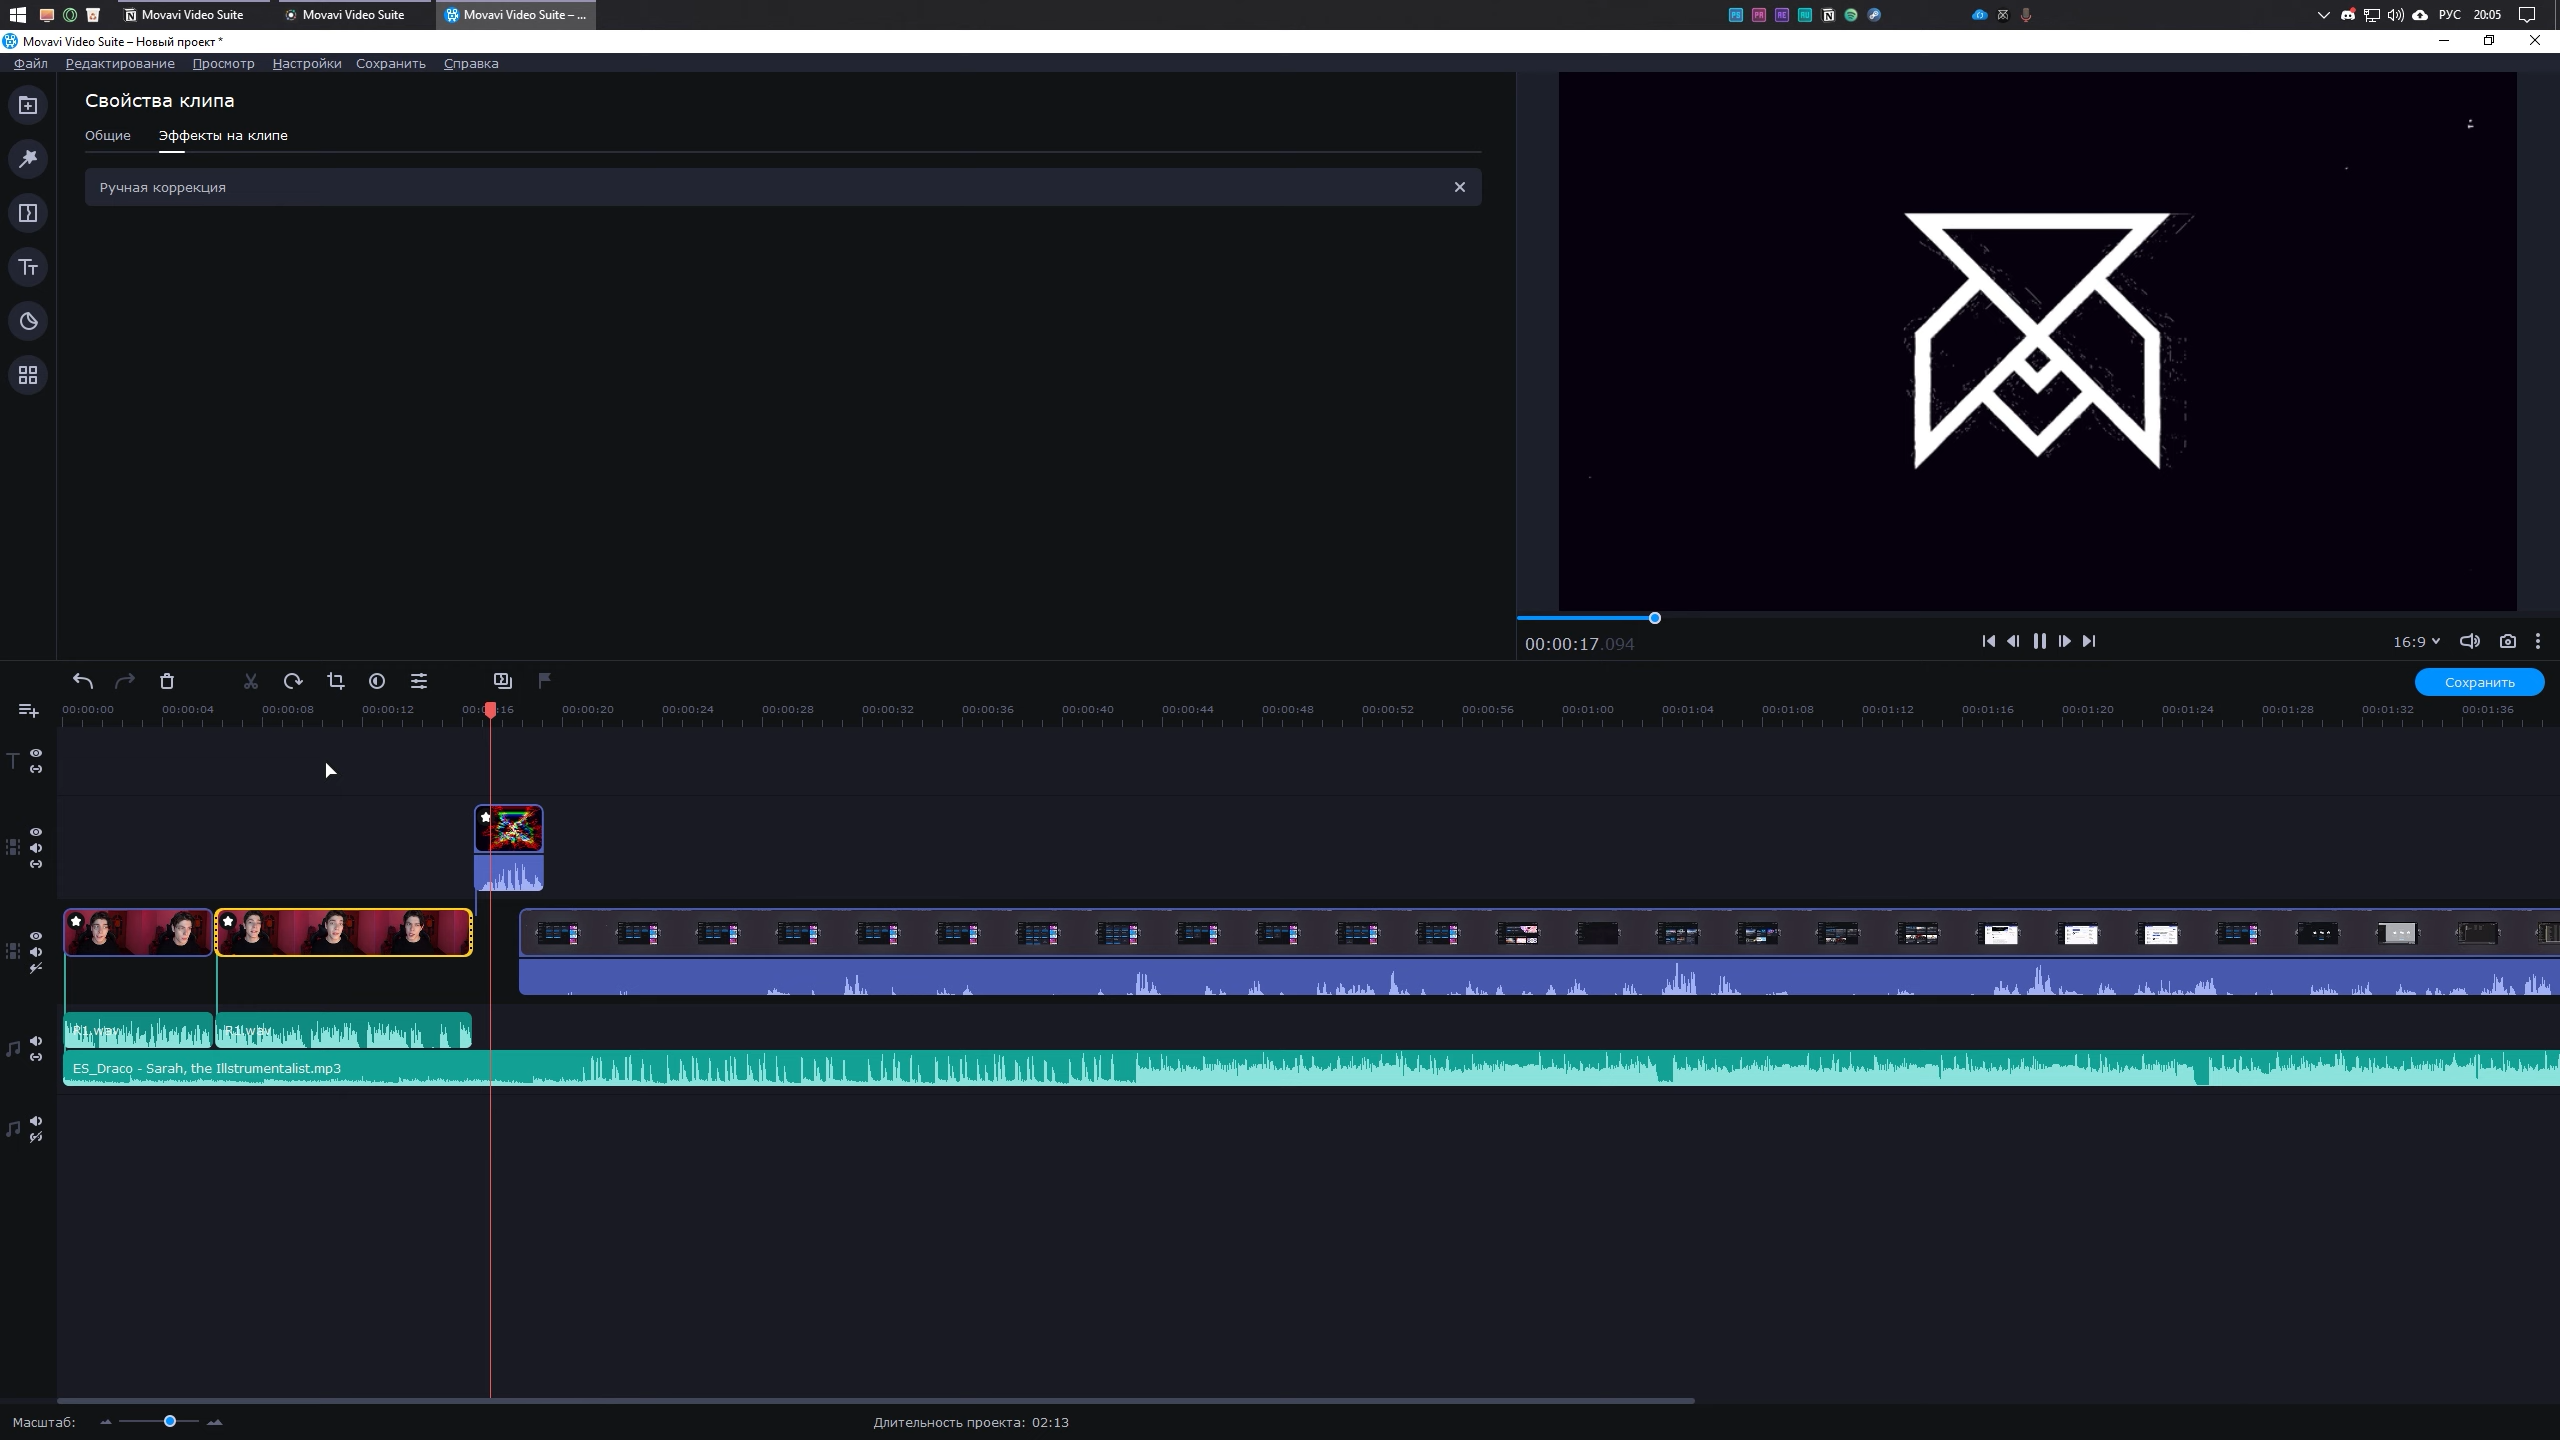 Movavi Video Suite
Movavi Video Suite
Movavi Video Suite – ...
РУС
20:05
Movavi Video Suite – Новый проект *
Файл Редактирование Просмотр Настройки Сохранить Справка
Свойства клипа
Общие Эффекты на клипе
Ручная коррекция
00:00:17.094
16:9
Сохранить
00:00:00 00:00:04 00:00:08 00:00:12 00:00:16 00:00:20 00:00:24 00:00:28 00:00:32 00:00:36 00:00:40 00:00:44 00:00:48 00:00:52 00:00:56 00:01:00 00:01:04 00:01:08 00:01:12 00:01:16 00:01:20 00:01:24 00:01:28 00:01:32 00:01:36
R1.wav R1.wav
ES_Draco - Sarah, the Illstrumentalist.mp3
Масштаб:
Длительность проекта: 02:13